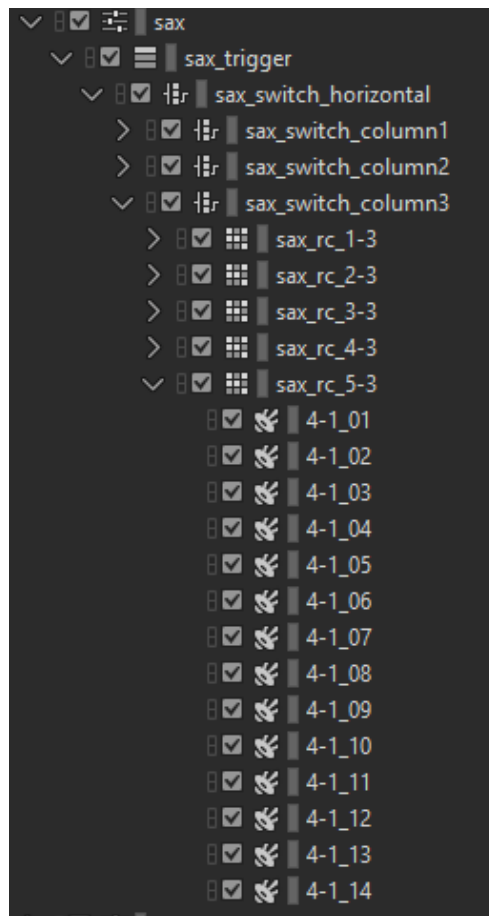 sax
sax_trigger
sax_switch_horizontal
sax_switch_column1
sax_switch_column2
sax_switch_column3
sax_rc_1-3
sax_rc_2-3
sax_rc_3-3
sax_rc_4-3
sax_rc_5-3
4-1_01
4-1_02
4-1_03
4-1_04
4-1_05
4-1_06
4-1_07
4-1_08
4-1_09
4-1_10
4-1_11
4-1_12
4-1_13
4-1_14